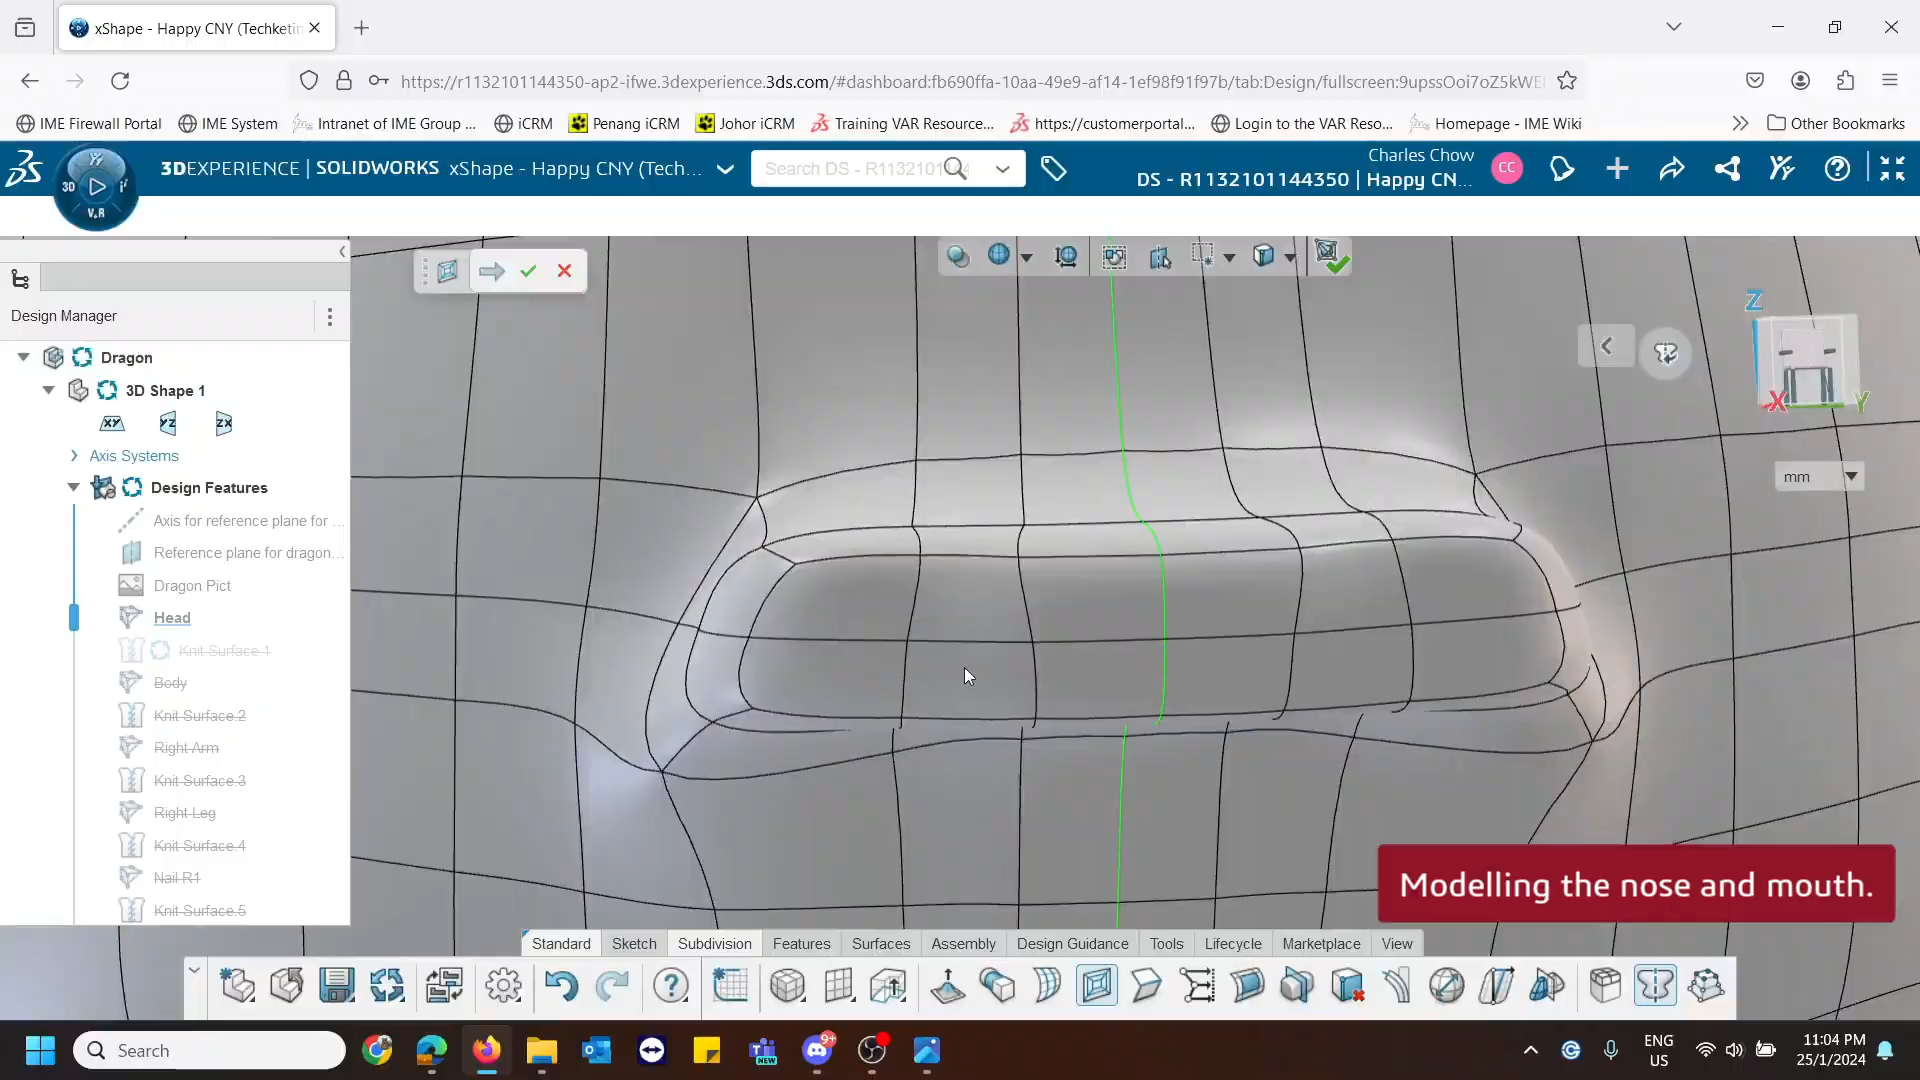 xShape - Happy CNY (Techketin
https://r1132101144350-ap2-ifwe.3dexperience.3ds.com/#dashboard:fb690ffa-10aa-49e9-af14-1ef98f91f97b/tab:Design/fullscreen:9upssOoi7oZ5kWE
IME Firewall Portal
IME System
Intranet of IME Group ...
iCRM
Penang iCRM
Johor iCRM
Training VAR Resource...
https://customerportal...
Login to the VAR Reso...
Homepage - IME Wiki
Other Bookmarks
3D
V.R
3DEXPERIENCE | SOLIDWORKS xShape - Happy CNY (Tech...
Search DS - R1132101
Charles Chow
DS - R1132101144350 | Happy CN...
CC
Design Manager
Dragon
3D Shape 1
XY
YZ
ZX
Axis Systems
Design Features
Axis for reference plane for ...
Reference plane for dragon...
Dragon Pict
Head
Knit Surface.1
Body
Knit Surface.2
Right Arm
Knit Surface.3
Right Leg
Knit Surface.4
Nail R1
Knit Surface.5
Z
X
Y
mm
Modelling the nose and mouth.
Standard
Sketch
Subdivision
Features
Surfaces
Assembly
Design Guidance
Tools
Lifecycle
Marketplace
View
Search
NEW
9+
ENG
US
11:04 PM
25/1/2024